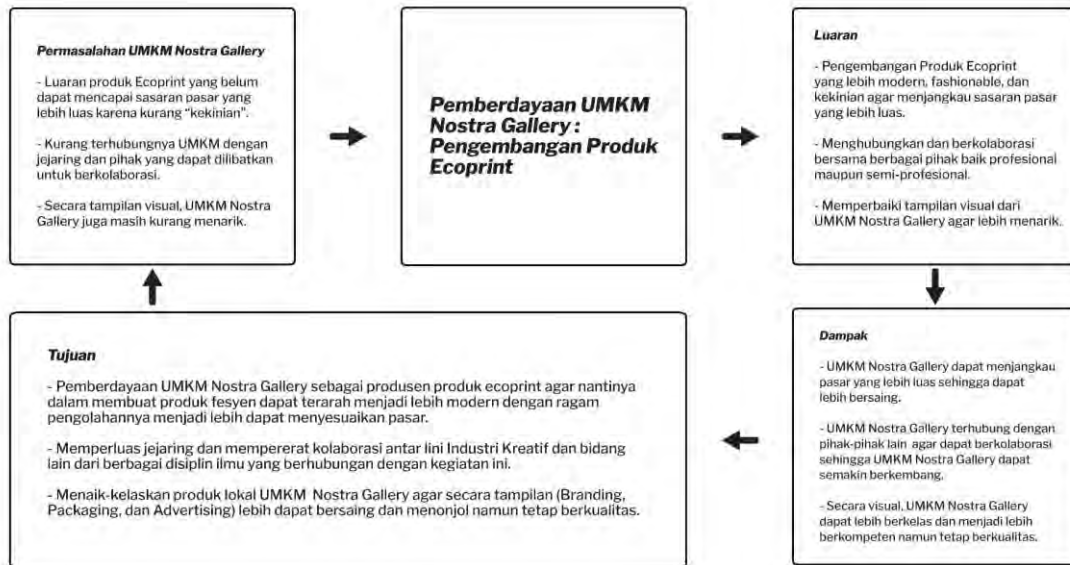 Permasalahan UMKM Nostra Gallery
- Luaran produk Ecoprint yang belum
dapat mencapai sasaran pasar yang
lebih luas karena kurang “kekinian”.
- Kurang terhubungnya UMKM dengan
jejaring dan pihak yang dapat dilibatkan
untuk berkolaborasi.
- Secara tampilan visual, UMKM Nostra
Gallery juga masih kurang menarik.
Pemberdayaan UMKM
Nostra Gallery :
Pengembangan Produk
Ecoprint
Luaran
- Pengembangan Produk Ecoprint
yang lebih modern, fashionable, dan
kekinian agar menjangkau sasaran pasar
yang lebih luas.
- Menghubungkan dan berkolaborasi
bersama berbagai pihak baik profesional
maupun semi-profesional.
- Memperbaiki tampilan visual dari
UMKM Nostra Gallery agar lebih menarik.
Dampak
- UMKM Nostra Gallery dapat menjangkau
pasar yang lebih luas sehingga dapat
lebih bersaing.
- UMKM Nostra Gallery terhubung dengan
pihak-pihak lain agar dapat berkolaborasi
sehingga UMKM Nostra Gallery dapat
semakin berkembang.
- Secara visual, UMKM Nostra Gallery
dapat lebih berkelas dan menjadi lebih
berkompeten namun tetap berkualitas.
Tujuan
- Pemberdayaan UMKM Nostra Gallery sebagai produsen produk ecoprint agar nantinya
dalam membuat produk fesyen dapat terarah menjadi lebih modern dengan ragam
pengolahannya menjadi lebih dapat menyesuaikan pasar.
- Memperluas jejaring dan mempererat kolaborasi antar lini Industri Kreatif dan bidang
lain dari berbagai disiplin ilmu yang berhubungan dengan kegiatan ini.
- Menaik-kelaskan produk lokal UMKM Nostra Gallery agar secara tampilan (Branding,
Packaging, dan Advertising) lebih dapat bersaing dan menonjol namun tetap berkualitas.